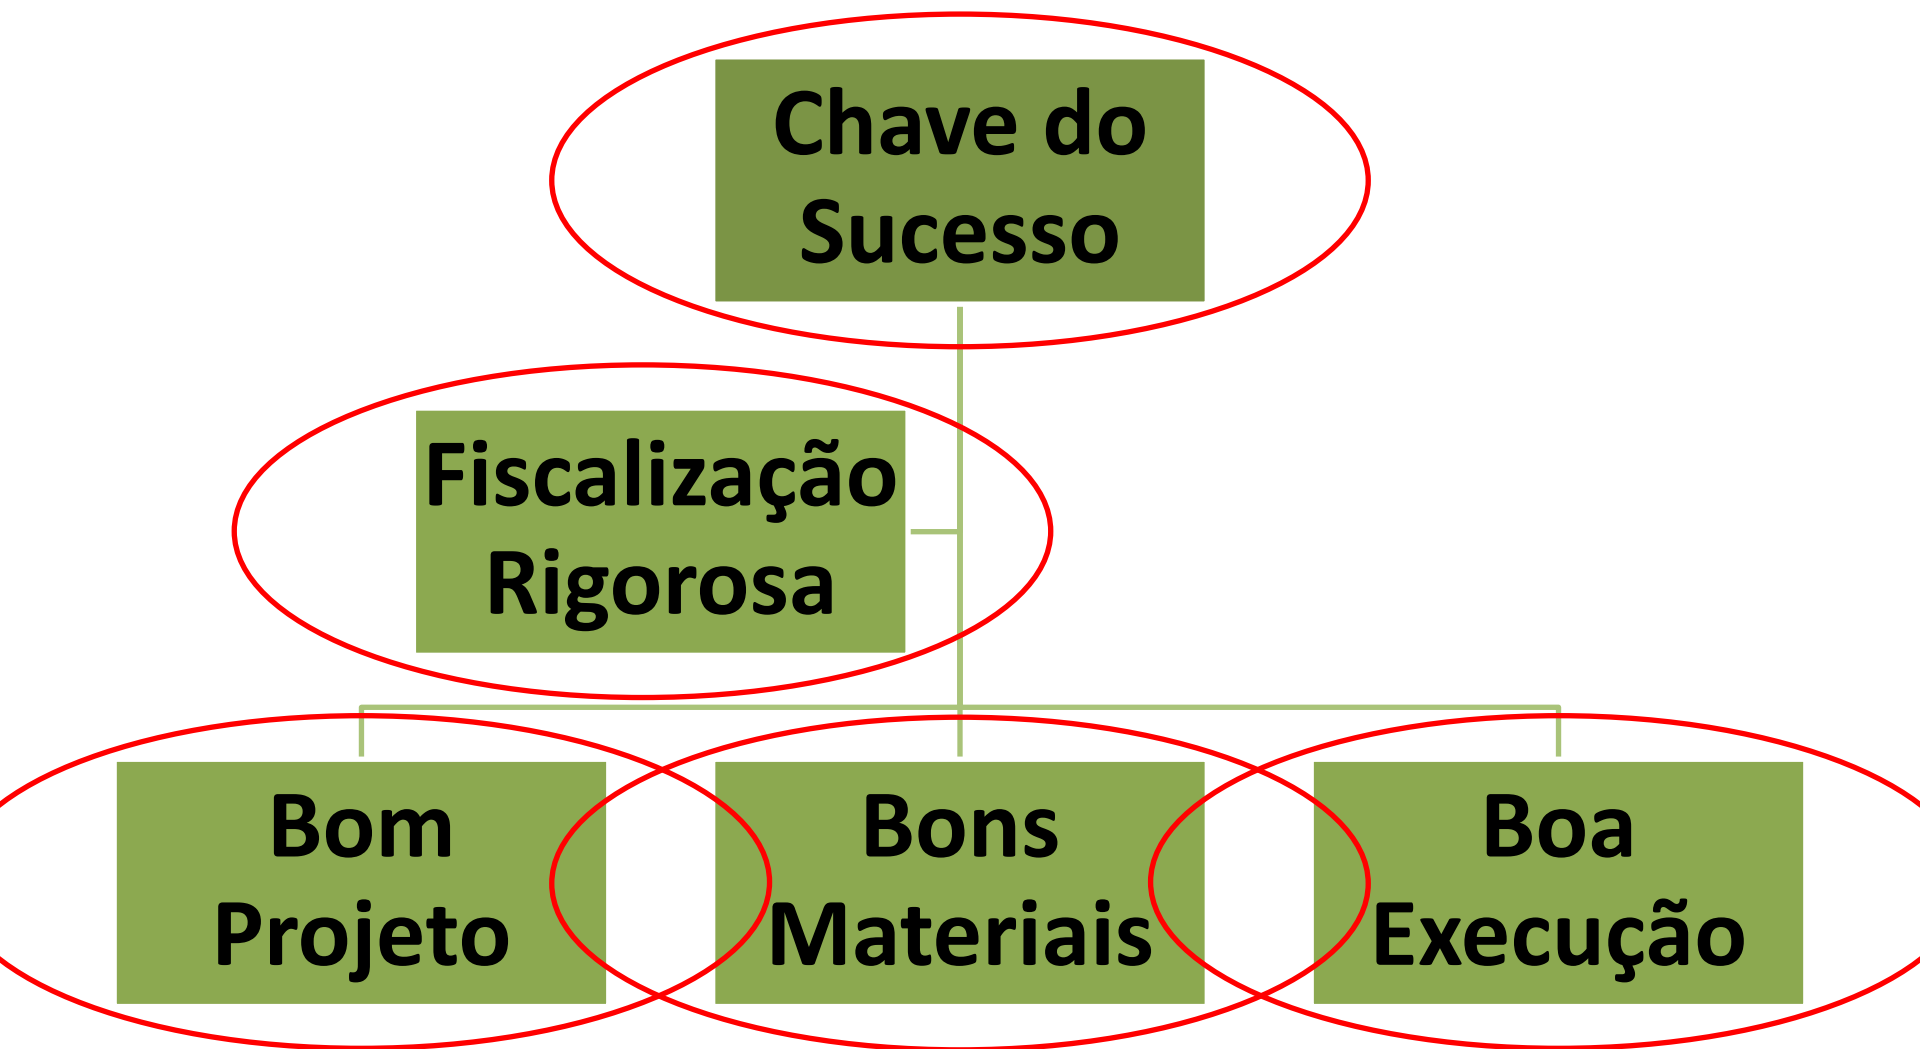 Chave do
Sucesso
Fiscalização
Rigorosa
Bom
Projeto
Bons
Materiais
Boa
Execução